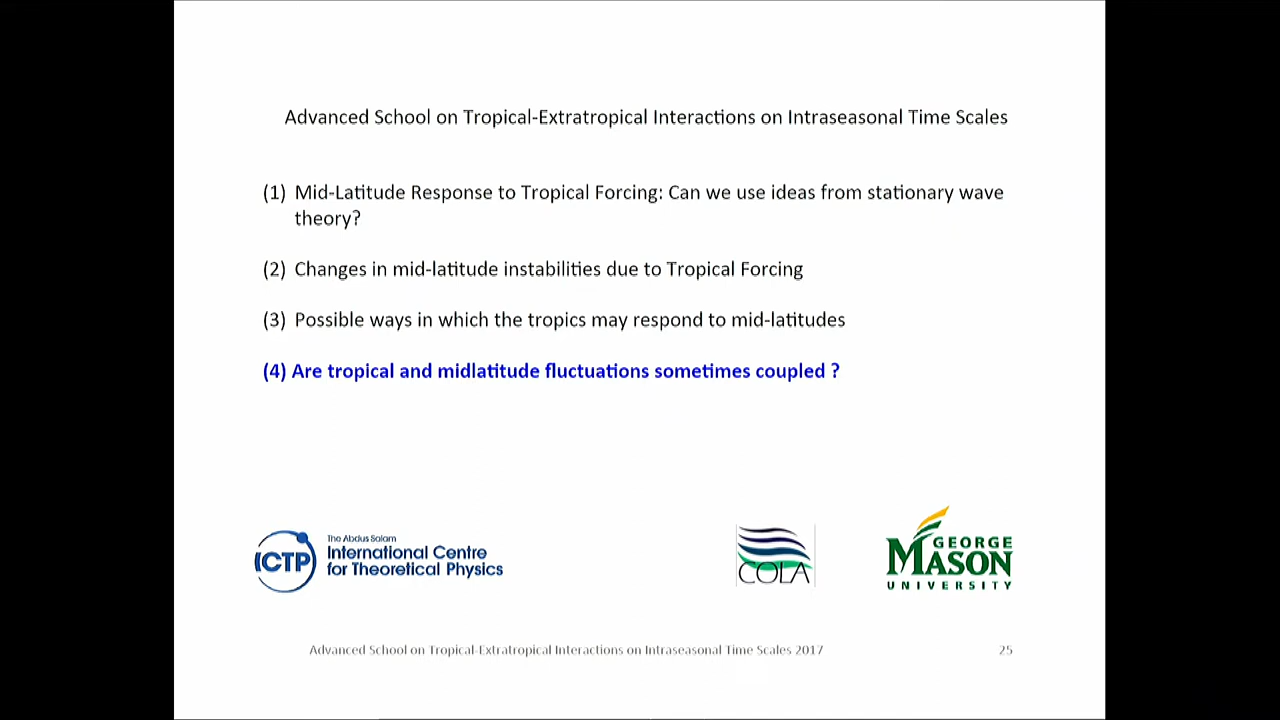 Advanced School on Tropical-Extratropical Interactions on Intraseasonal Time Scales
(1) Mid-Latitude Response to Tropical Forcing: Can we use ideas from stationary wave
theory?
(2) Changes in mid-latitude instabilities due to Tropical Forcing
(3) Possible ways in which the tropics may respond to mid-latitudes
(4) Are tropical and midlatitude fluctuations sometimes coupled ?
ICTP
The Abdus Salam
International Centre
for Theoretical Physics
COLA
GEORGE
MASON
UNIVERSITY
Advanced School on Tropical-Extratropical Interactions on Intraseasonal Time Scales 2017
25